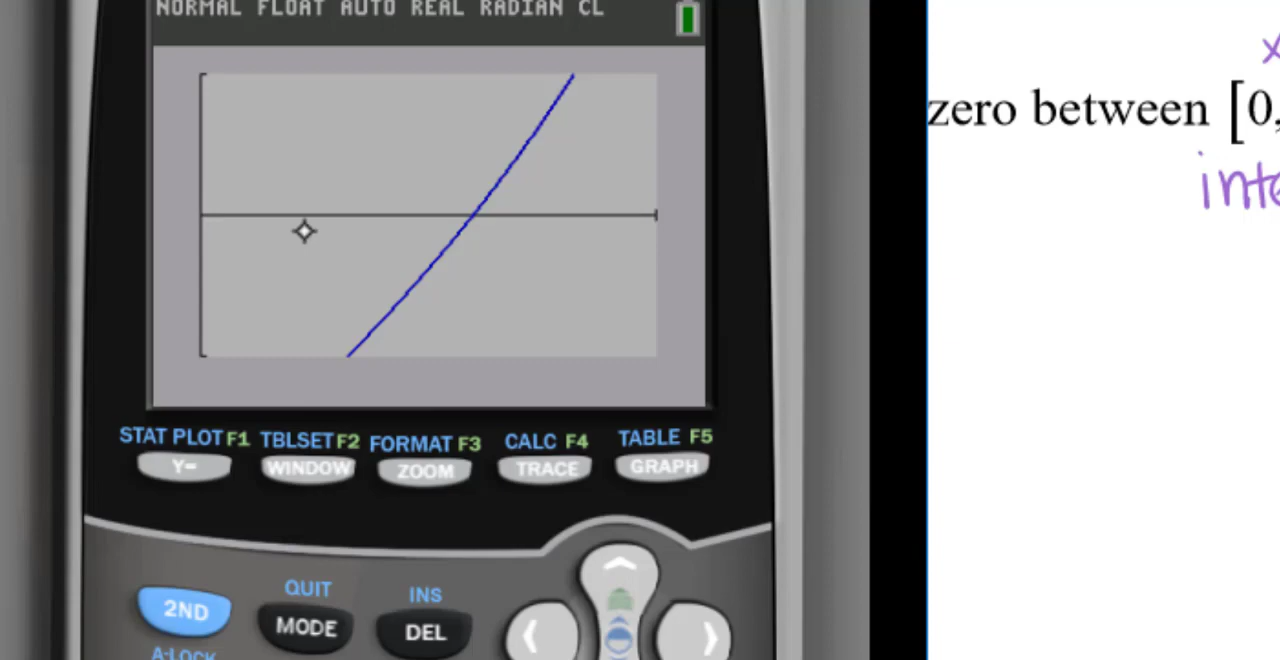 NORMAL FLOAT AUTO REAL RADIAN CL
zero between [0,
STAT PLOT F1 TBLSET F2 FORMAT F3 CALC F4 TABLE F5
Y= WINDOW ZOOM TRACE GRAPH
QUIT INS
2ND MODE DEL
A-LOCK